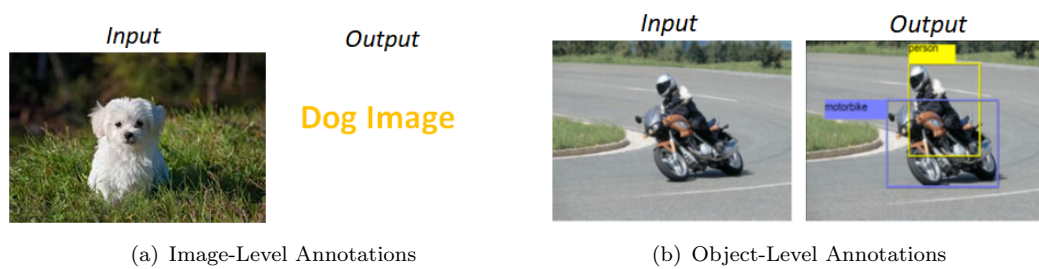 Input
Output
Dog Image
(a) Image-Level Annotations
Input
Output
person
motorbike
(b) Object-Level Annotations